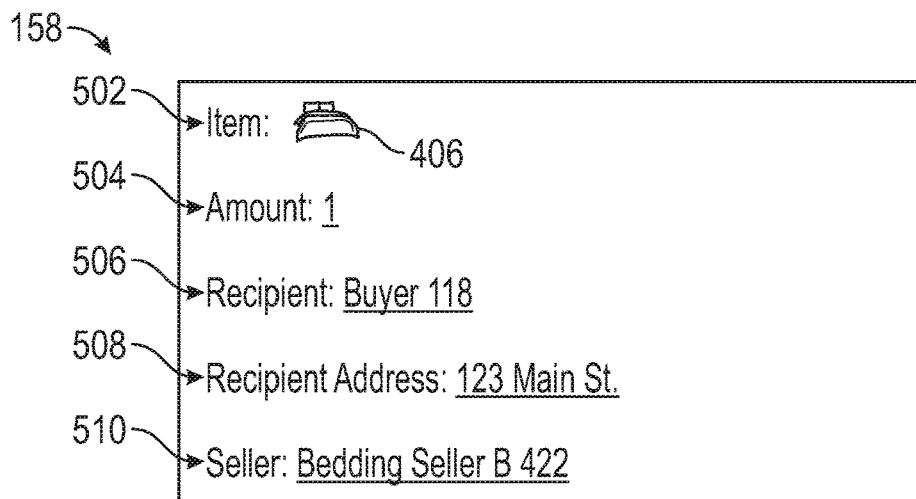 158
502
Item:
406
504
Amount: 1
506
Recipient: Buyer 118
508
Recipient Address: 123 Main St.
510
Seller: Bedding Seller B 422